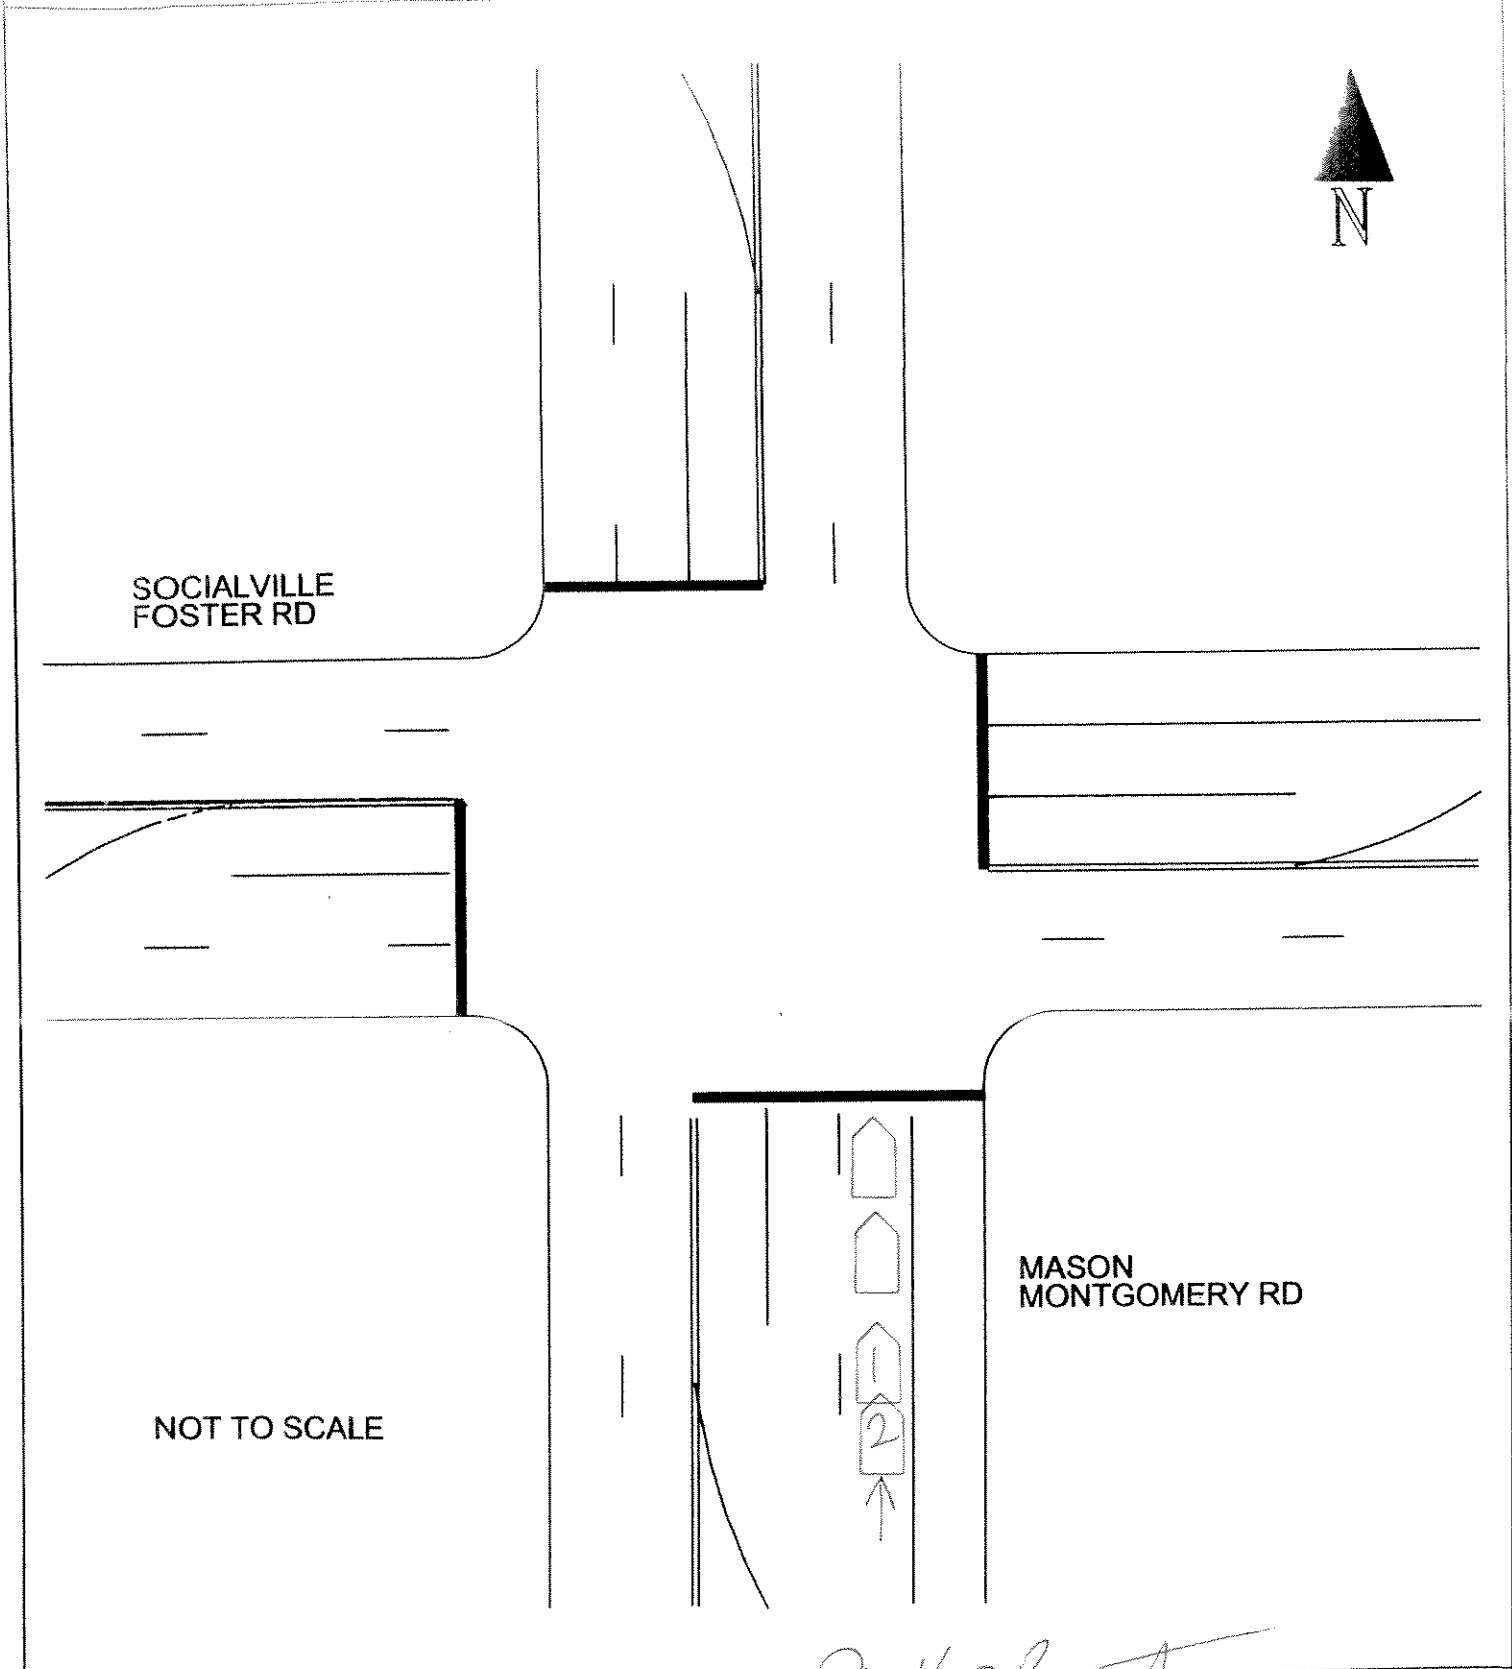 N
SOCIALVILLE
FOSTER RD
MASON
MONTGOMERY RD
1
2
NOT TO SCALE